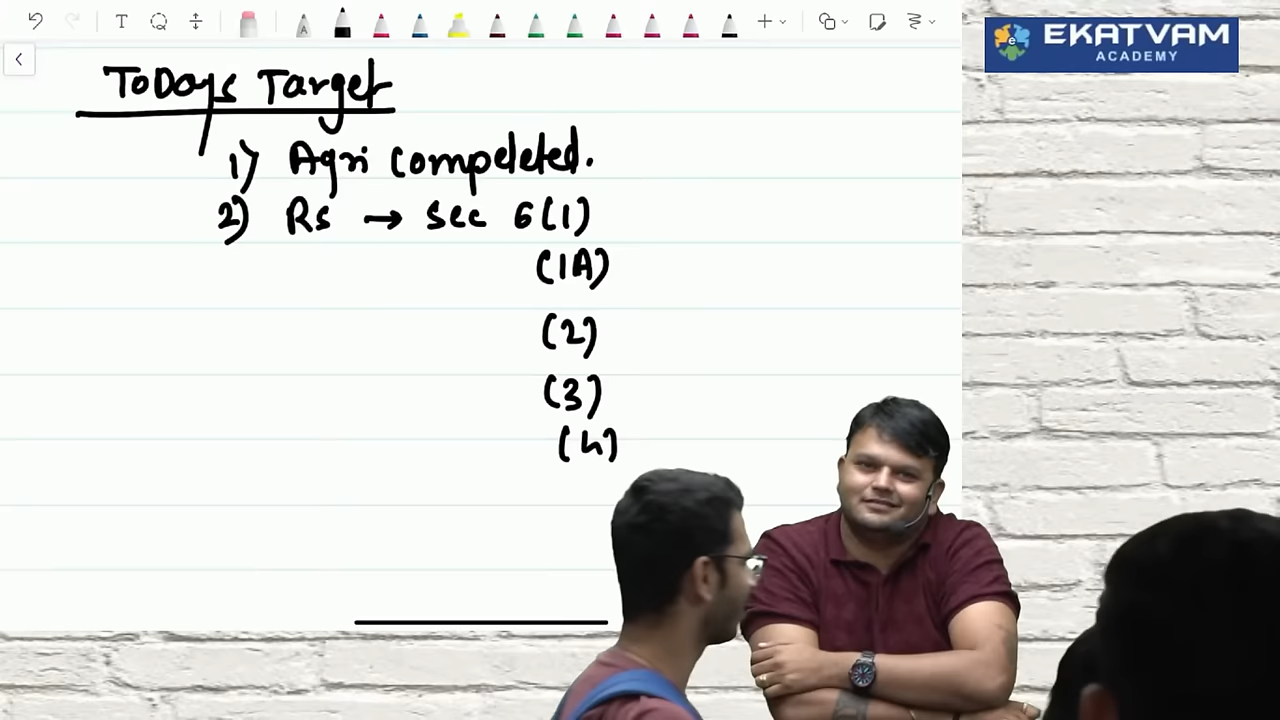 EKATVAM
ACADEMY
ToDays Target
1) Agri compeleted.
2) Rs → sec 6(1)
(1A)
(2)
(3)
(4)